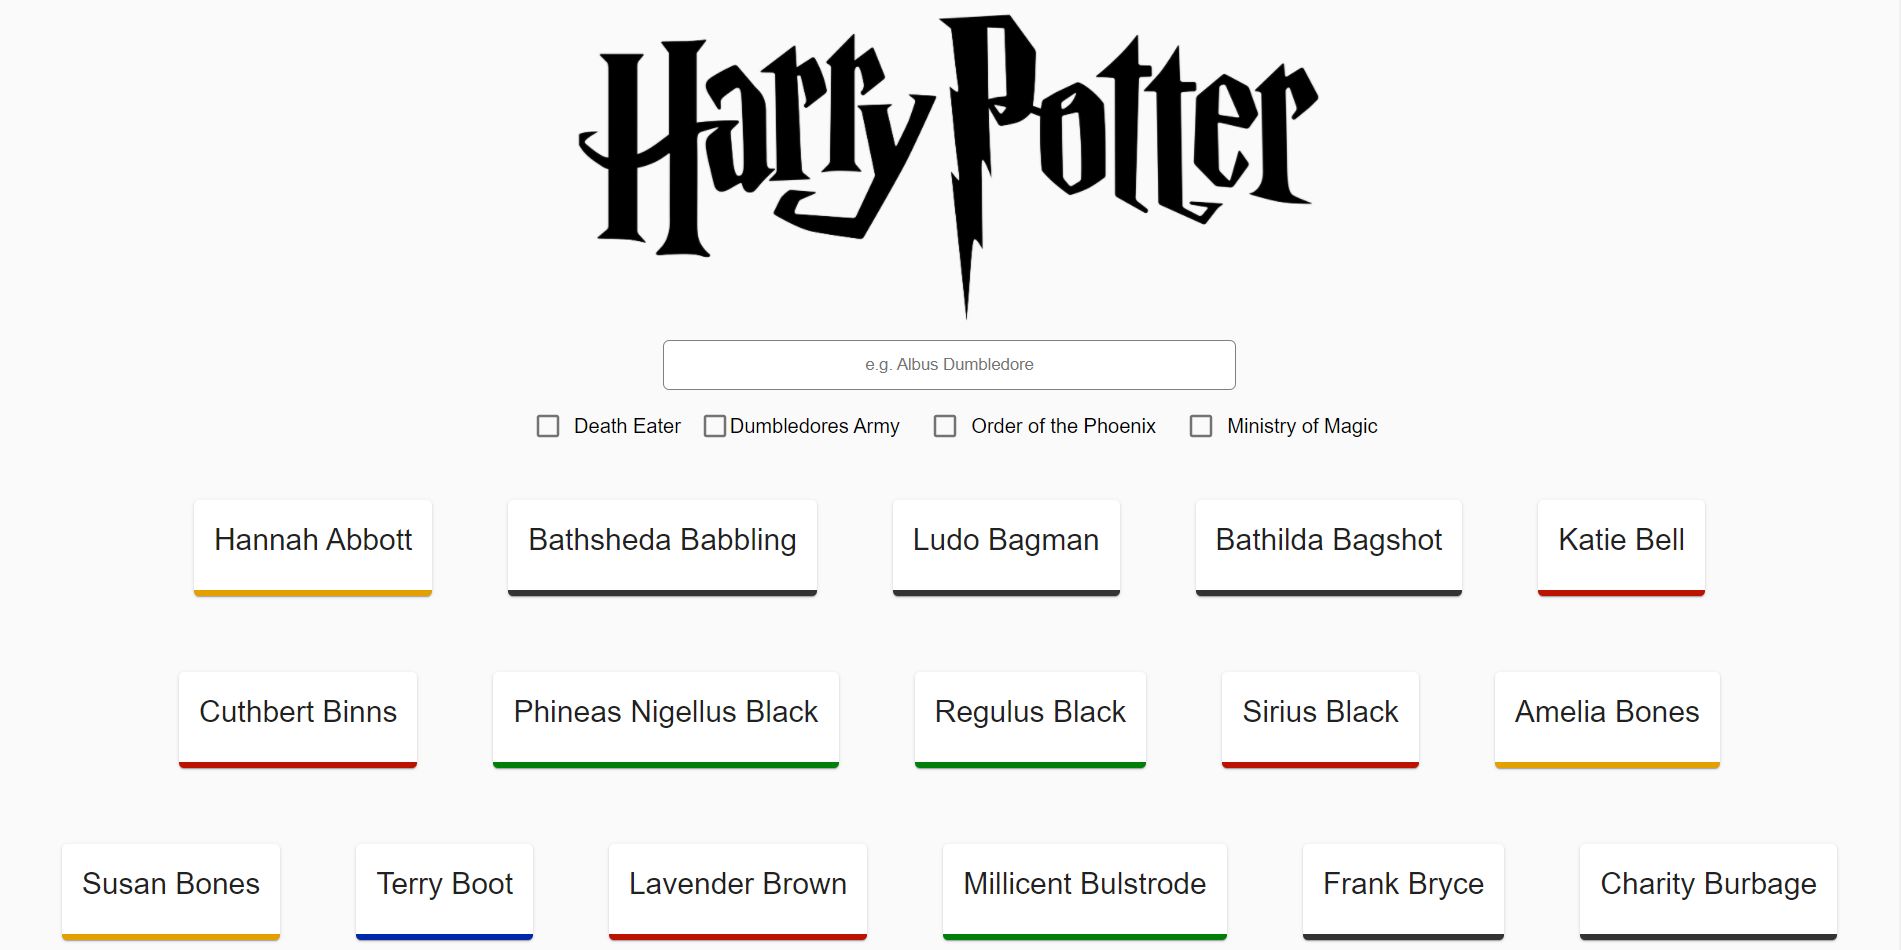 Harry Potter
e.g. Albus Dumbledore
Death Eater Dumbledores Army Order of the Phoenix Ministry of Magic
Hannah Abbott Bathsheda Babbling Ludo Bagman Bathilda Bagshot Katie Bell
Cuthbert Binns Phineas Nigellus Black Regulus Black Sirius Black Amelia Bones
Susan Bones Terry Boot Lavender Brown Millicent Bulstrode Frank Bryce Charity Burbage